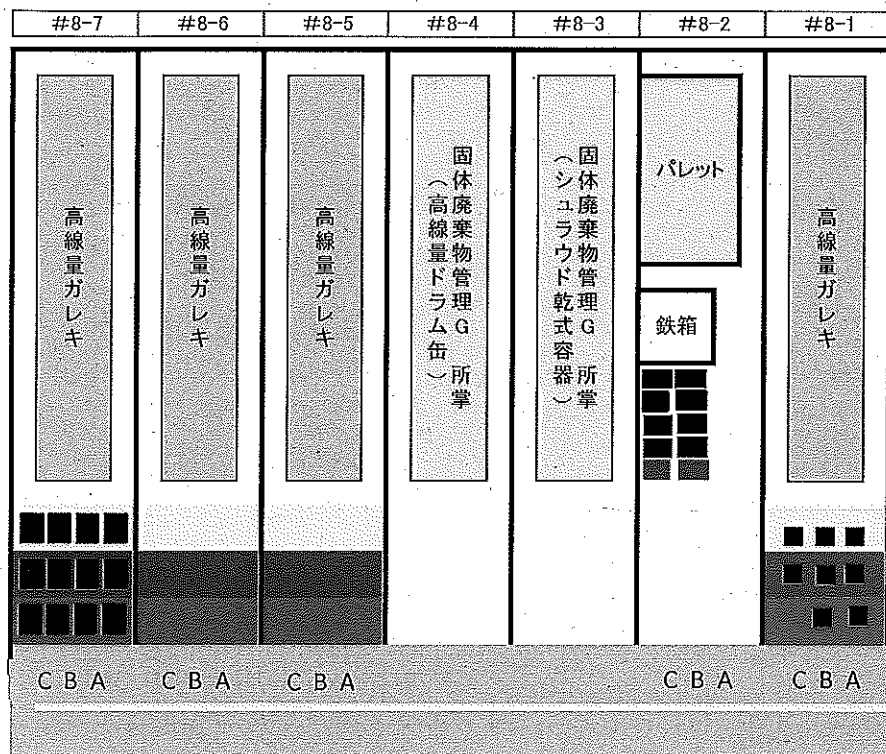 #8-7 #8-6 #8-5 #8-4 #8-3 #8-2 #8-1
高線量ガレキ
高線量ガレキ
高線量ガレキ
固体廃棄物管理G 所掌
（高線量ドラム缶）
固体廃棄物管理G 所掌
（シュラウド乾式容器）
パレット
鉄箱
高線量ガレキ
C B A C B A C B A C B A C B A